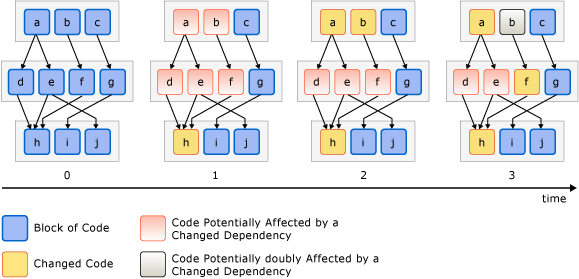 a b c a b c a b c a b c
d e f g d e f g d e f g d e f g
h i j h i j h i j h i j
0 1 2 3
time
Block of Code
Code Potentially Affected by a
Changed Dependency
Changed Code
Code Potentially doubly Affected by a
Changed Dependency